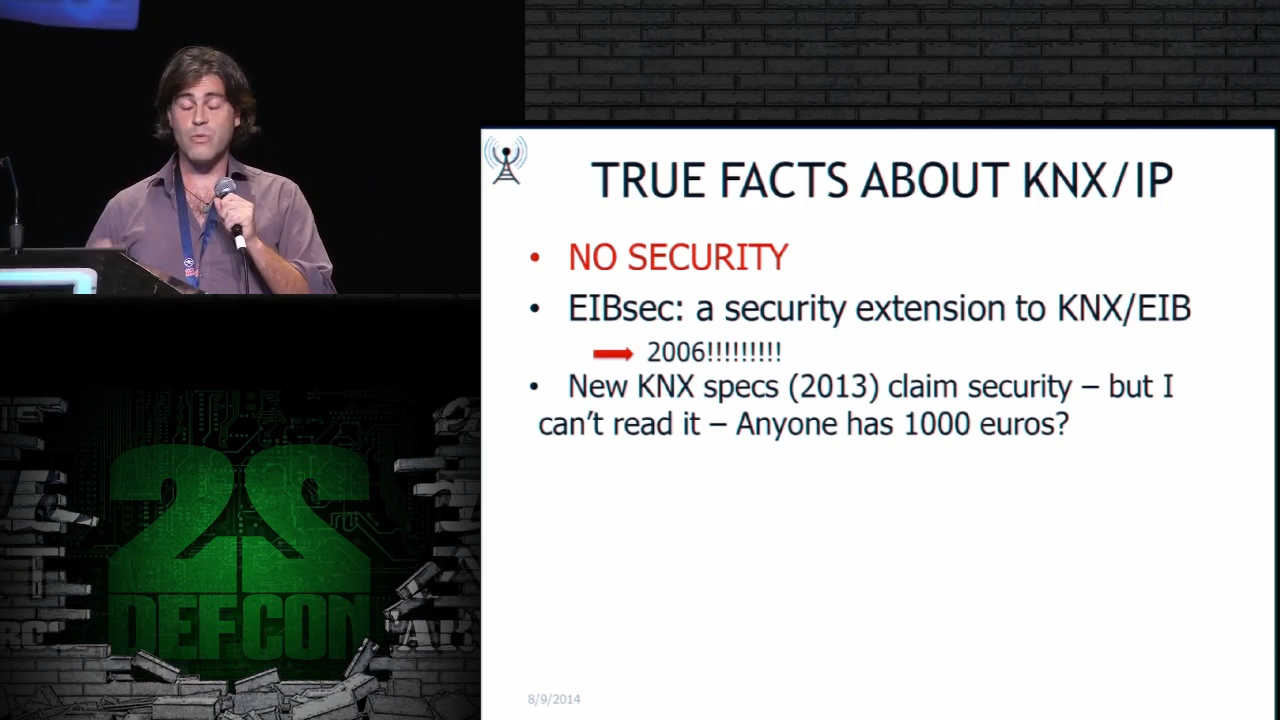 TRUE FACTS ABOUT KNX/IP
• NO SECURITY
• EIBsec: a security extension to KNX/EIB
2006!!!!!!!!!
• New KNX specs (2013) claim security – but I
can't read it – Anyone has 1000 euros?
8/9/2014
22
DEFCON